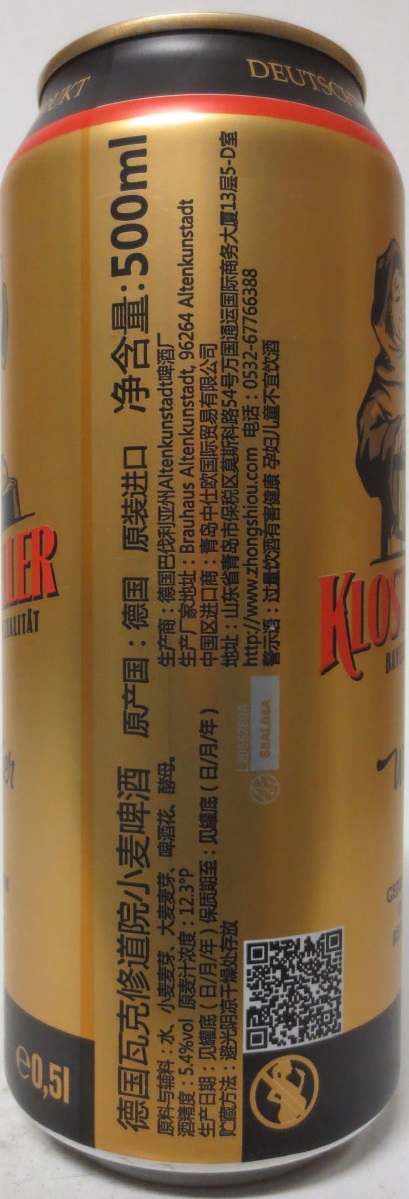 DEUTSCH
UKT
德国瓦克修道院小麦啤酒 原产国:德国 原装进口 净含量:500ml
原料与辅料:水、小麦麦芽、大麦麦芽、啤酒花、酵母。
酒精度:5.4%vol 原麦汁浓度:12.3°P
生产日期:见罐底(日/月/年)保质期至:见罐底(日/月/年)
贮藏方法:避光阴凉干燥处存放
生产商:德国巴伐利亚州Altenkunstadt啤酒厂
生产厂家地址:Brauhaus Altenkunstadt, 96264 Altenkunstadt
中国区进口商:青岛中仕欧国际贸易有限公司
地址:山东省青岛市保税区莫斯科路54号万国通运国际商务大厦13层5-D室
http://www.zhongshiou.com 电话:0532-67766388
警示语:过量饮酒有害健康 孕妇儿童不宜饮酒
LLER
ZIALITÄT
KLOS
BAYE
℮0,5l